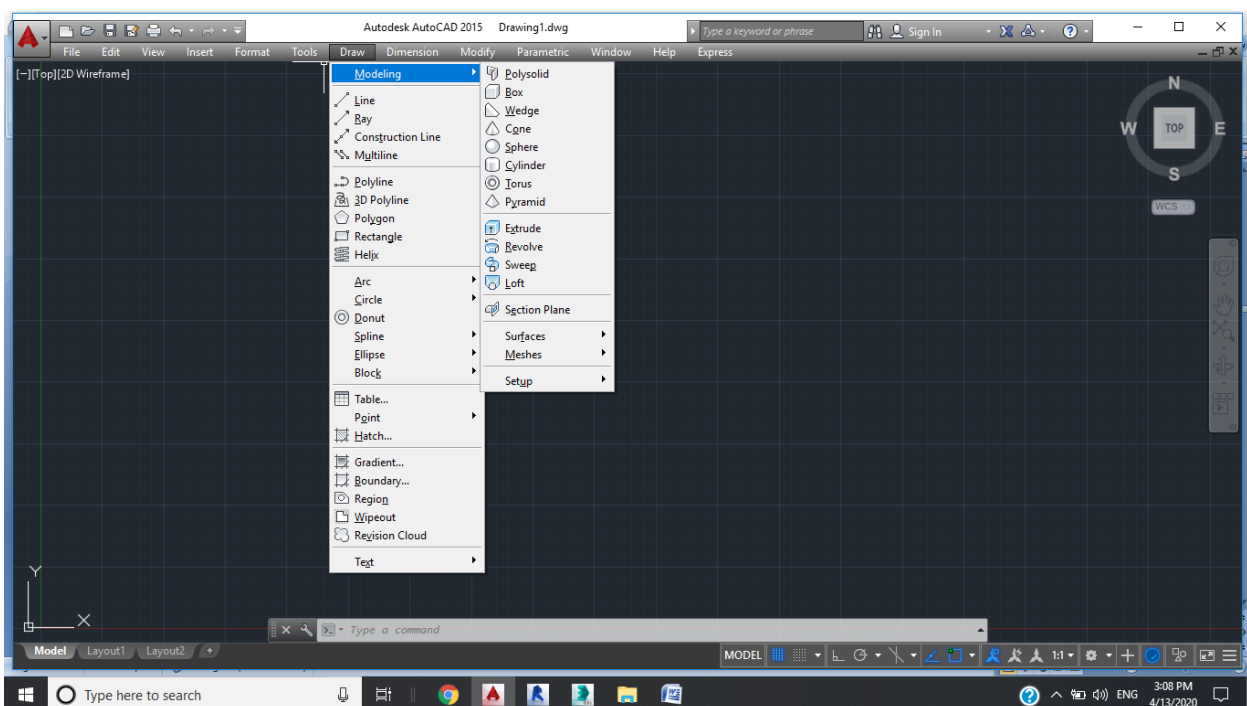 Autodesk AutoCAD 2015 Drawing1.dwg
Type a keyword or phrase
Sign In
File Edit View Insert Format Tools Draw Dimension Modify Parametric Window Help Express
[−][Top][2D Wireframe]
Modeling
Line
Ray
Construction Line
Multiline
Polyline
3D Polyline
Polygon
Rectangle
Helix
Arc
Circle
Donut
Spline
Ellipse
Block
Table...
Point
Hatch...
Gradient...
Boundary...
Region
Wipeout
Revision Cloud
Text
Polysolid
Box
Wedge
Cone
Sphere
Cylinder
Torus
Pyramid
Extrude
Revolve
Sweep
Loft
Section Plane
Surfaces
Meshes
Setup
N
W TOP E
S
WCS
Y
X
Type a command
Model Layout1 Layout2
MODEL 1:1
Type here to search
ENG
3:08 PM
4/13/2020